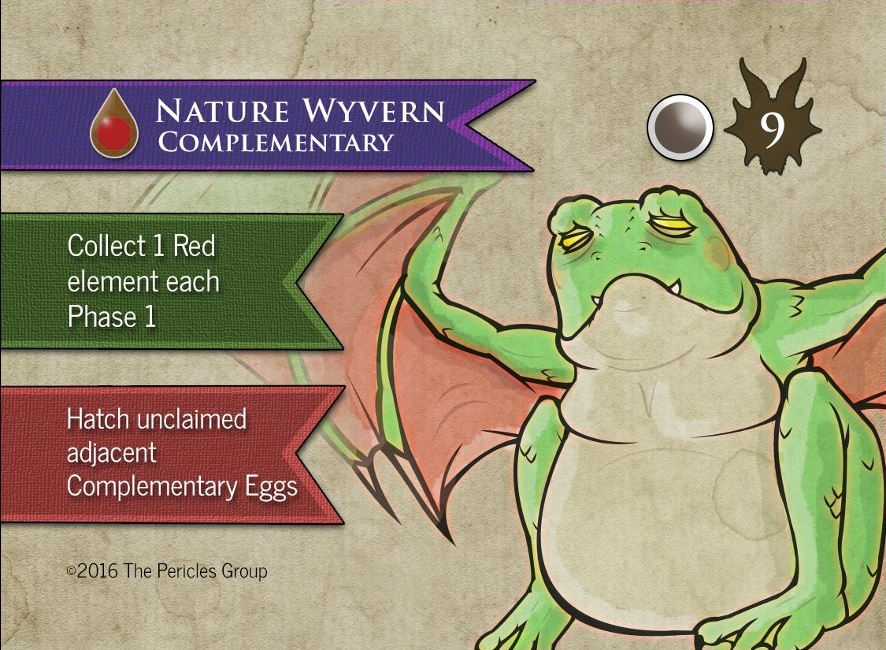 Nature Wyvern
Complementary
9
Collect 1 Red
element each
Phase 1
Hatch unclaimed
adjacent
Complementary Eggs
©2016 The Pericles Group